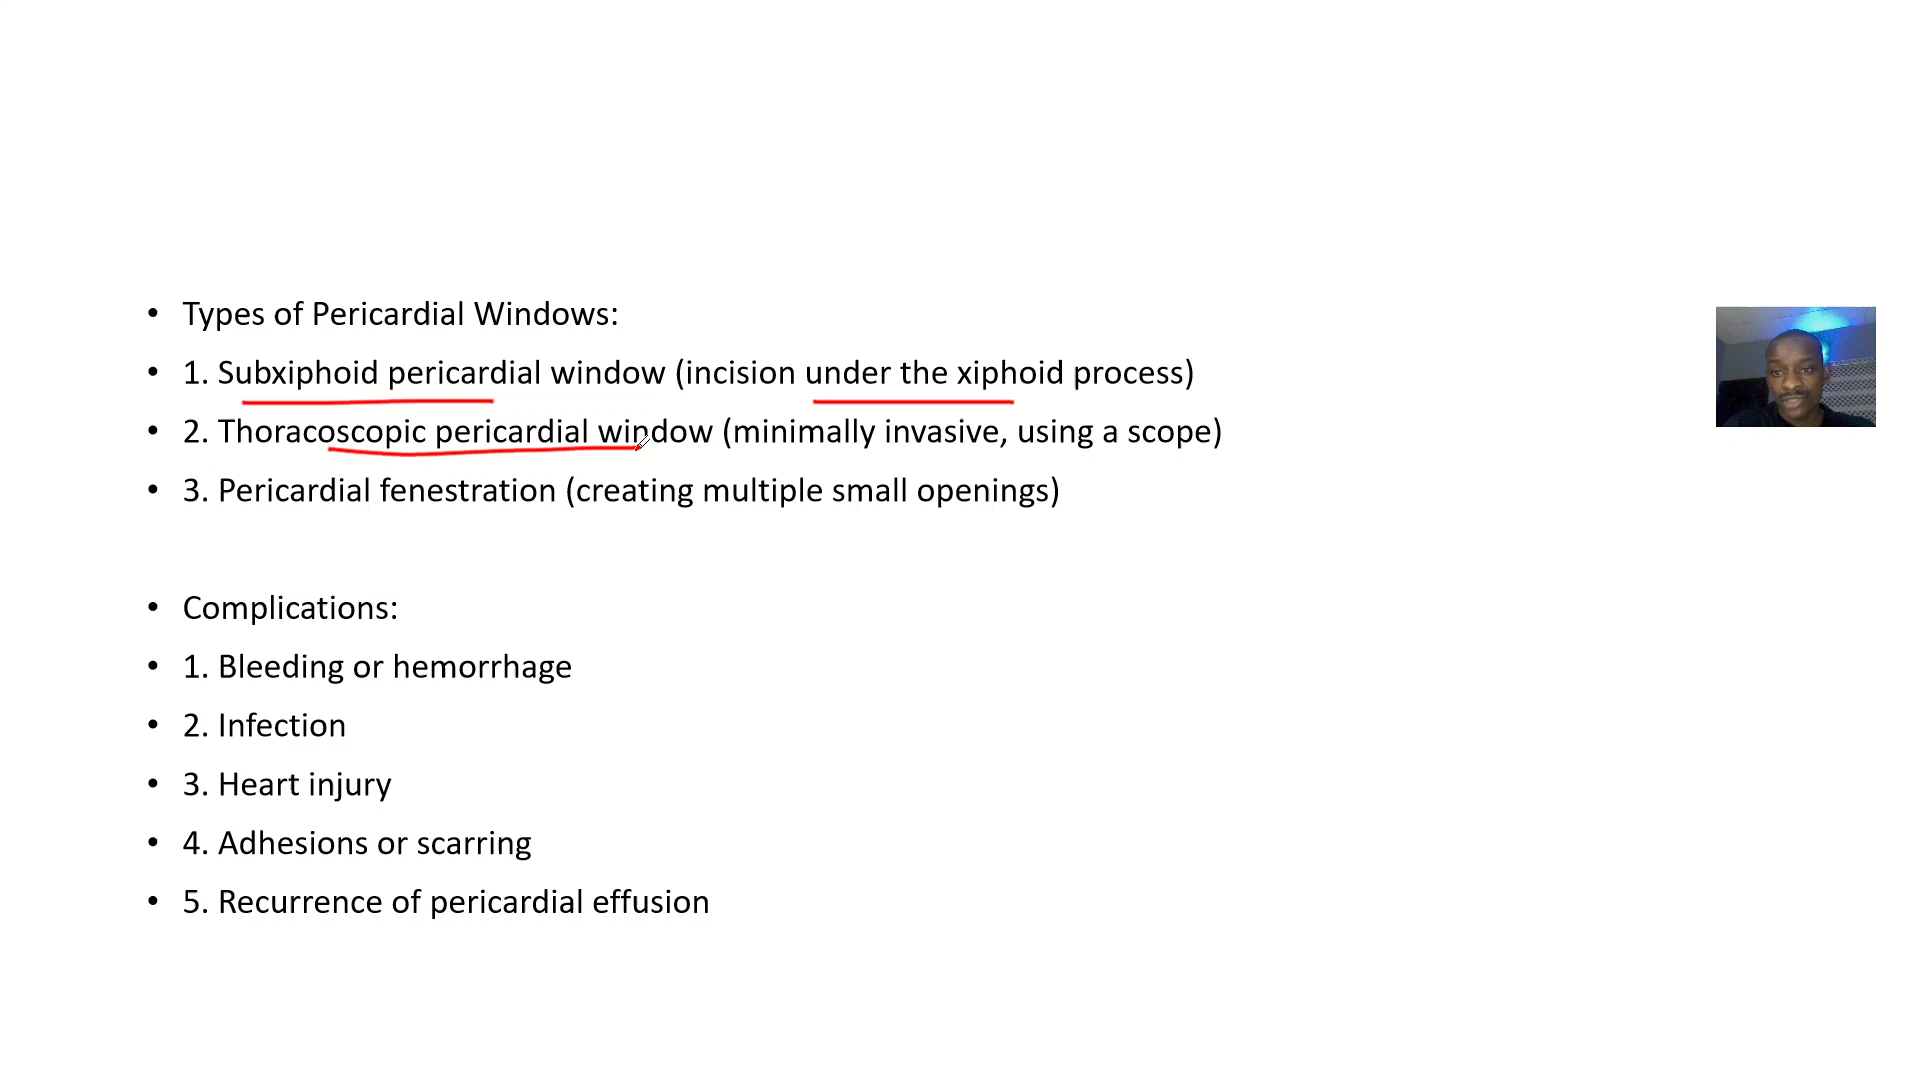 • Types of Pericardial Windows:
• 1. Subxiphoid pericardial window (incision under the xiphoid process)
• 2. Thoracoscopic pericardial window (minimally invasive, using a scope)
• 3. Pericardial fenestration (creating multiple small openings)
• Complications:
• 1. Bleeding or hemorrhage
• 2. Infection
• 3. Heart injury
• 4. Adhesions or scarring
• 5. Recurrence of pericardial effusion